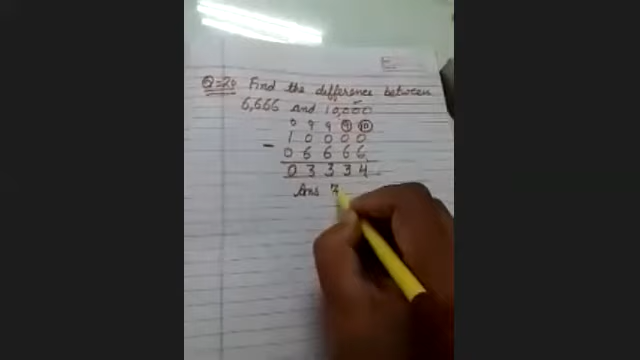 Q=20 Find the difference between
6,666 and 10,000
0 9 9 9 10
1 0 0 0 0
- 0 6 6 6 6
0 3 3 3 4
Ans